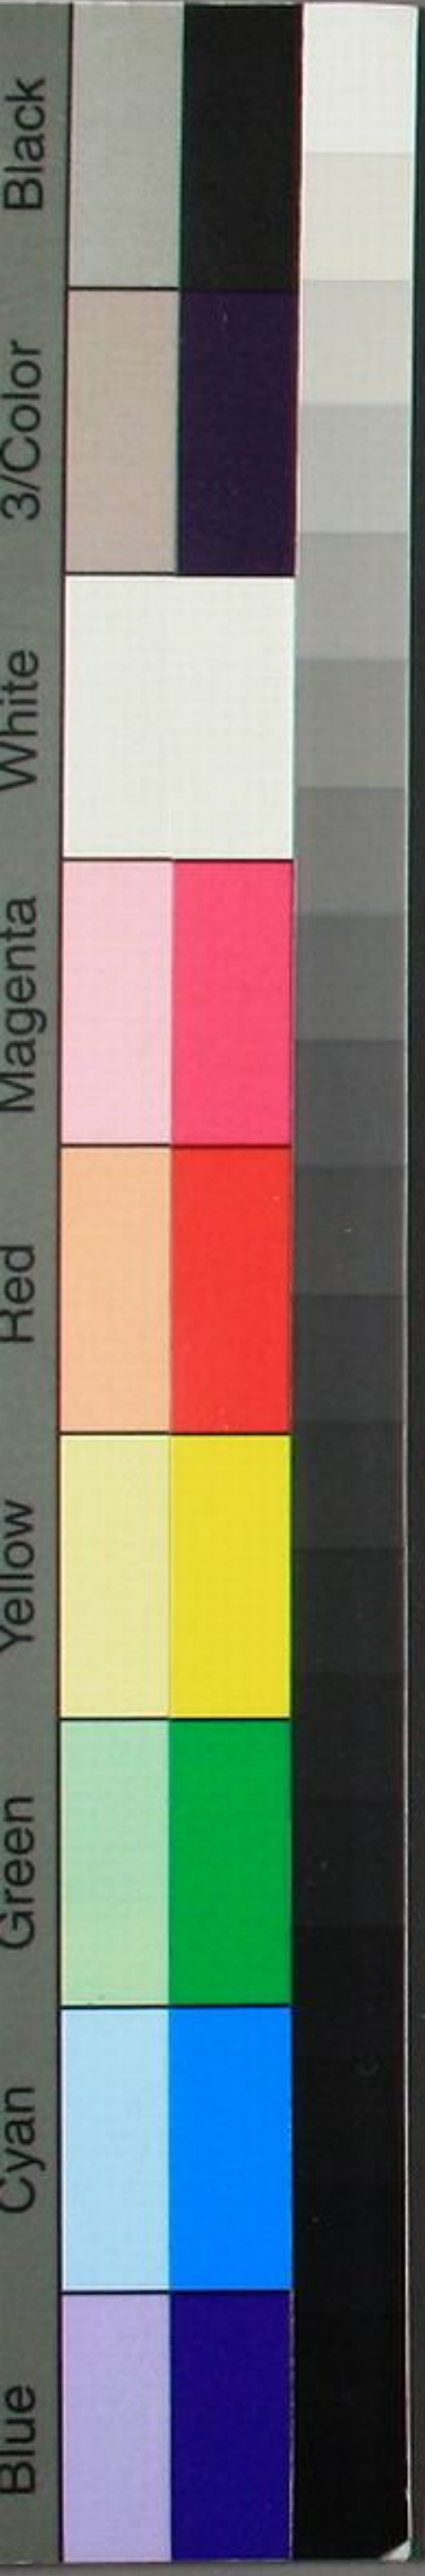 Black
3/Color
White
Magenta
Red
Yellow
Green
Cyan
Blue